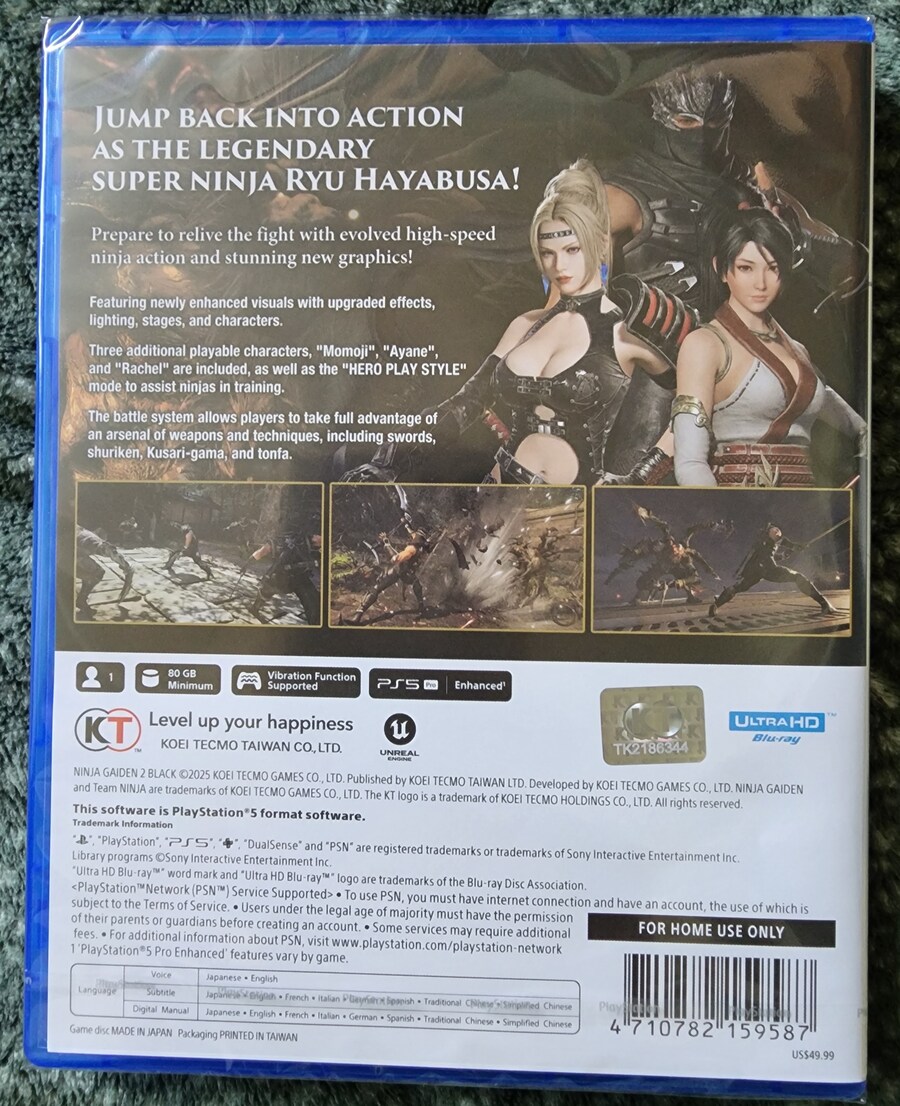 JUMP BACK INTO ACTION
AS THE LEGENDARY
SUPER NINJA RYU HAYABUSA!
Prepare to relive the fight with evolved high-speed
ninja action and stunning new graphics!
Featuring newly enhanced visuals with upgraded effects,
lighting, stages, and characters.
Three additional playable characters, "Momoji", "Ayane",
and "Rachel" are included, as well as the "HERO PLAY STYLE"
mode to assist ninjas in training.
The battle system allows players to take full advantage of
an arsenal of weapons and techniques, including swords,
shuriken, Kusari-gama, and tonfa.
1
80 GB
Minimum
Vibration Function
Supported
PS5 Pro Enhanced¹
KT™
Level up your happiness
KOEI TECMO TAIWAN CO., LTD.
UNREAL
ENGINE
KT
TK2186344
ULTRA HD™
Blu-ray
NINJA GAIDEN 2 BLACK ©2025 KOEI TECMO GAMES CO., LTD. Published by KOEI TECMO TAIWAN LTD. Developed by KOEI TECMO GAMES CO., LTD. NINJA GAIDEN
and Team NINJA are trademarks of KOEI TECMO GAMES CO., LTD. The KT logo is a trademark of KOEI TECMO HOLDINGS CO., LTD. All rights reserved.
This software is PlayStation®5 format software.
Trademark Information
" ", "PlayStation", "PS5", " ", "DualSense" and "PSN" are registered trademarks or trademarks of Sony Interactive Entertainment Inc.
Library programs ©Sony Interactive Entertainment Inc.
"Ultra HD Blu-ray™" word mark and "Ultra HD Blu-ray™" logo are trademarks of the Blu-ray Disc Association.
<PlayStation™Network (PSN™) Service Supported> • To use PSN, you must have internet connection and have an account, the use of which is
subject to the Terms of Service. • Users under the legal age of majority must have the permission
of their parents or guardians before creating an account. • Some services may require additional
fees. • For additional information about PSN, visit www.playstation.com/playstation-network
1 'PlayStation®5 Pro Enhanced' features vary by game.
FOR HOME USE ONLY
Language
Voice Japanese • English
Subtitle Japanese • English • French • Italian • German • Spanish • Traditional Chinese • Simplified Chinese
Digital Manual Japanese • English • French • Italian • German • Spanish • Traditional Chinese • Simplified Chinese
Game disc MADE IN JAPAN Packaging PRINTED IN TAIWAN
4 710782 159587
US$49.99